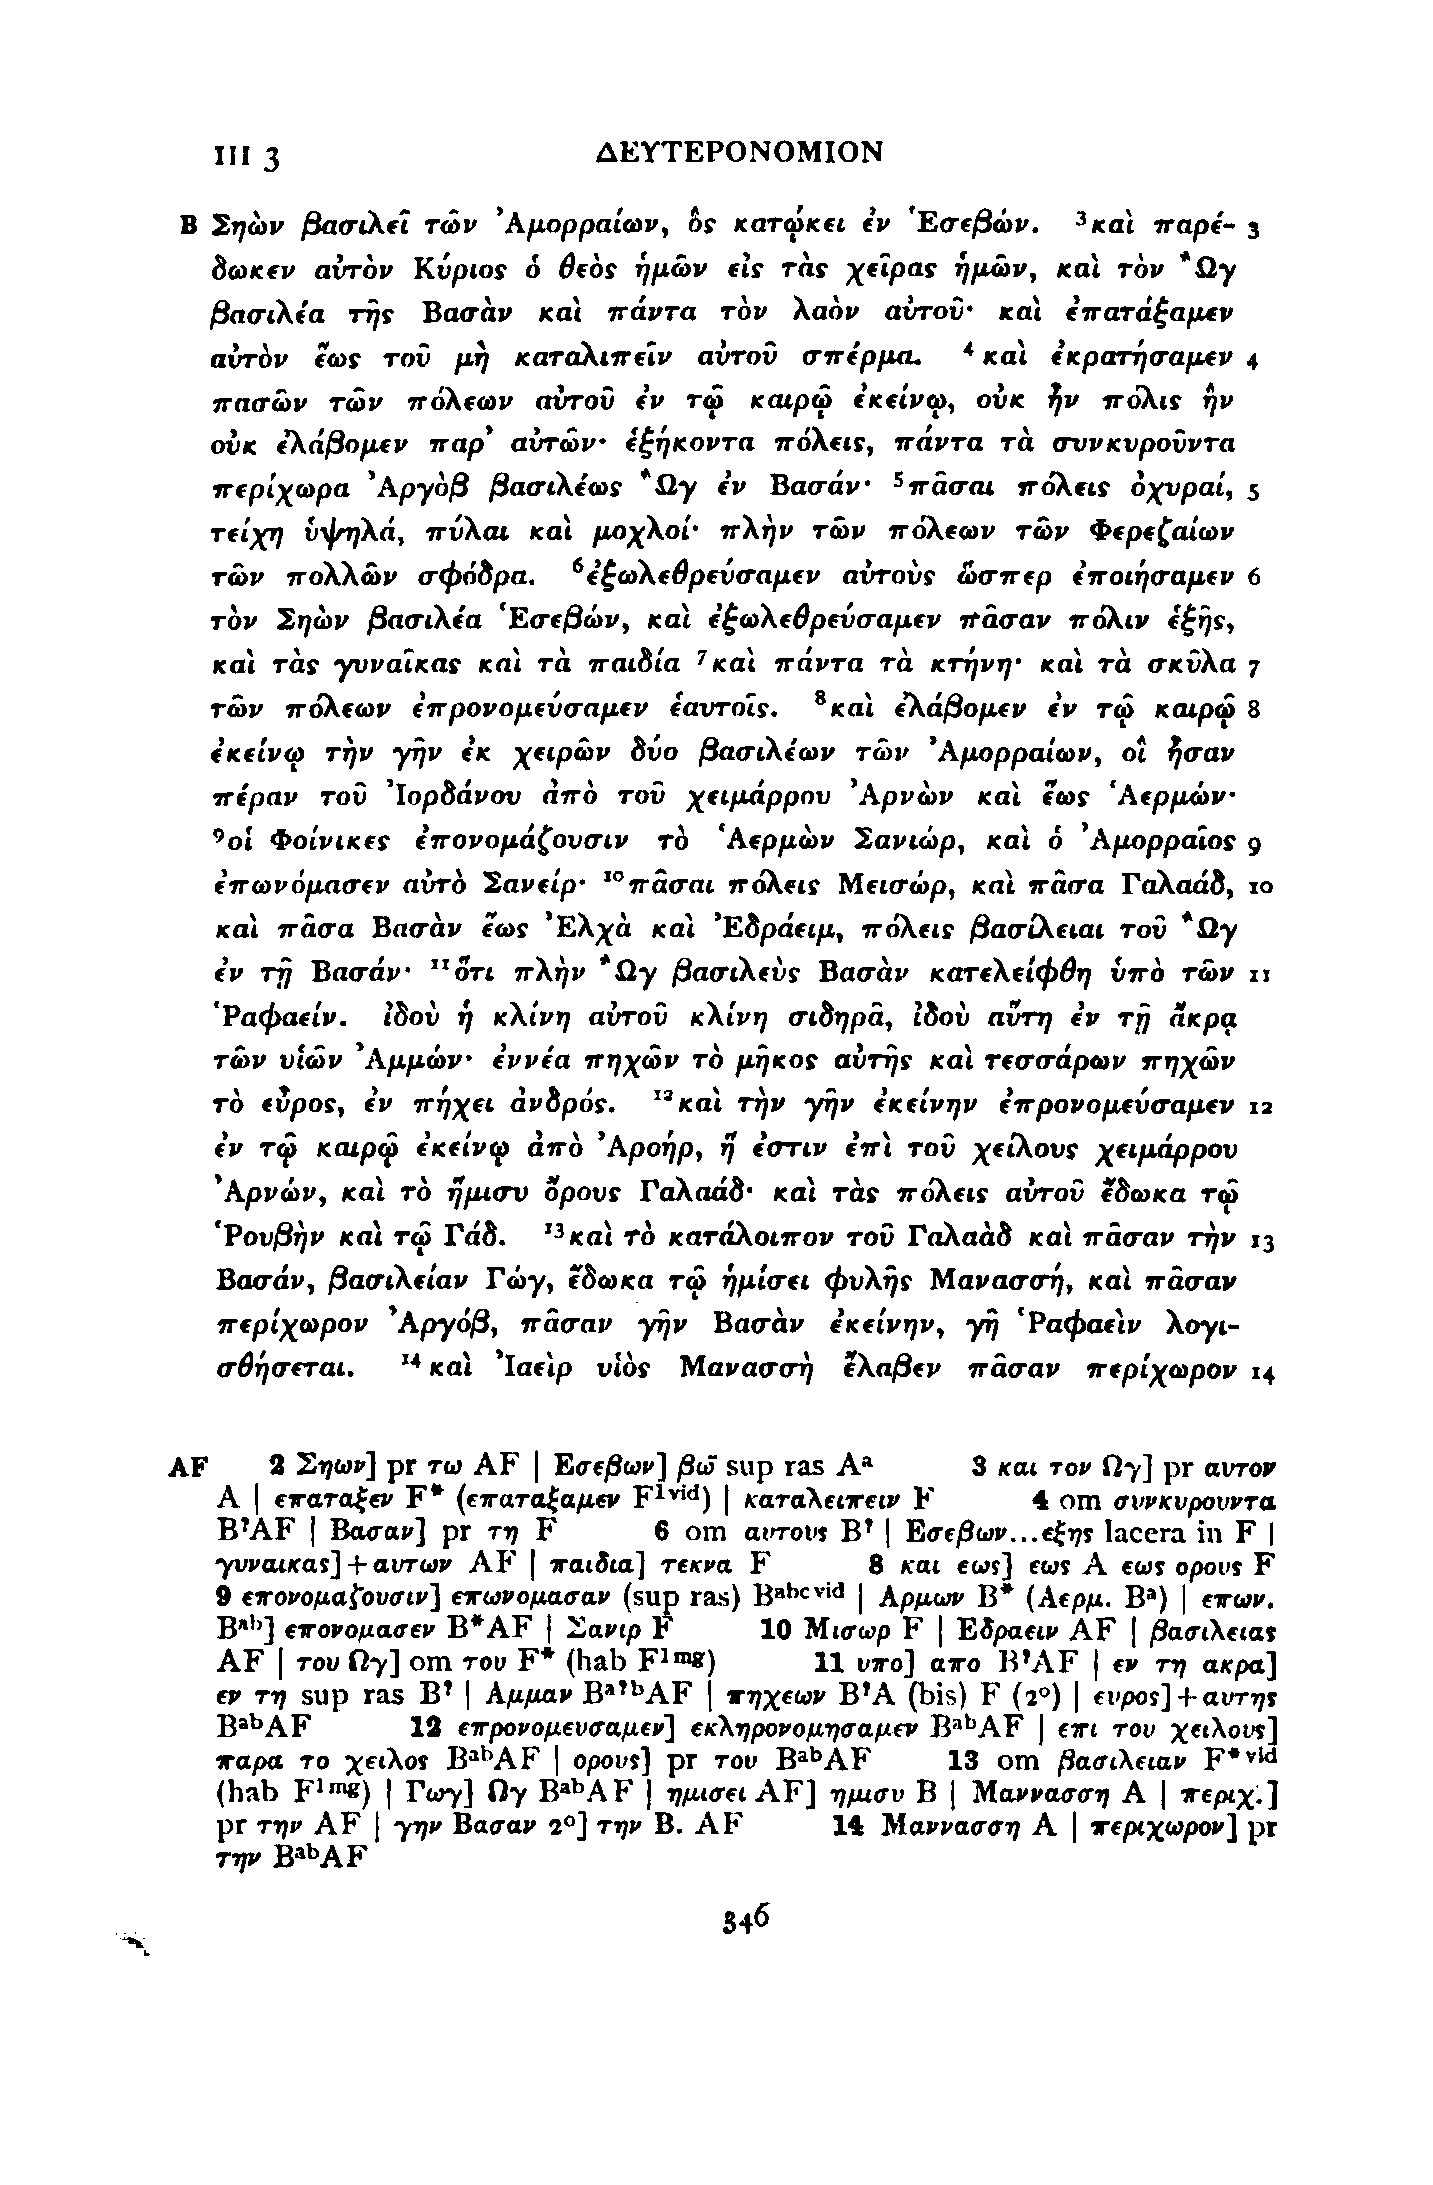 III 3 ΔΕΥΤΕΡΟΝΟΜΙΟΝ
B Σηὼν βασιλεῖ τῶν Ἀμορραίων, ὃς κατῴκει ἐν Ἑσεβών. ³καὶ παρέ- 3
δωκεν αὐτὸν Κύριος ὁ θεὸς ἡμῶν εἰς τὰς χεῖρας ἡμῶν, καὶ τὸν Ὢγ
βασιλέα τῆς Βασὰν καὶ πάντα τὸν λαὸν αὐτοῦ· καὶ ἐπατάξαμεν
αὐτὸν ἕως τοῦ μὴ καταλιπεῖν αὐτοῦ σπέρμα. ⁴καὶ ἐκρατήσαμεν 4
πασῶν τῶν πόλεων αὐτοῦ ἐν τῷ καιρῷ ἐκείνῳ, οὐκ ἦν πόλις ἣν
οὐκ ἐλάβομεν παρ’ αὐτῶν· ἑξήκοντα πόλεις, πάντα τὰ συνκυροῦντα
περίχωρα Ἀργὸβ βασιλέως Ὢγ ἐν Βασάν· ⁵πᾶσαι πόλεις ὀχυραί, 5
τείχη ὑψηλά, πύλαι καὶ μοχλοί· πλὴν τῶν πόλεων τῶν Φερεζαίων
τῶν πολλῶν σφόδρα. ⁶ἐξωλεθρεύσαμεν αὐτοὺς ὥσπερ ἐποιήσαμεν 6
τὸν Σηὼν βασιλέα Ἑσεβών, καὶ ἐξωλεθρεύσαμεν πᾶσαν πόλιν ἑξῆς,
καὶ τὰς γυναῖκας καὶ τὰ παιδία ⁷καὶ πάντα τὰ κτήνη· καὶ τὰ σκῦλα 7
τῶν πόλεων ἐπρονομεύσαμεν ἑαυτοῖς. ⁸καὶ ἐλάβομεν ἐν τῷ καιρῷ 8
ἐκείνῳ τὴν γῆν ἐκ χειρῶν δύο βασιλέων τῶν Ἀμορραίων, οἳ ἦσαν
πέραν τοῦ Ἰορδάνου ἀπὸ τοῦ χειμάρρου Ἀρνὼν καὶ ἕως Ἁερμών·
⁹οἱ Φοίνικες ἐπονομάζουσιν τὸ Ἁερμὼν Σανιώρ, καὶ ὁ Ἀμορραῖος 9
ἐπωνόμασεν αὐτὸ Σανείρ· ¹⁰πᾶσαι πόλεις Μεισώρ, καὶ πᾶσα Γαλαάδ, 10
καὶ πᾶσα Βασὰν ἕως Ἐλχὰ καὶ Ἐδράειμ, πόλεις βασίλειαι τοῦ Ὢγ
ἐν τῇ Βασάν· ¹¹ὅτι πλὴν Ὢγ βασιλεὺς Βασὰν κατελείφθη ὑπὸ τῶν 11
Ῥαφαείν. ἰδοὺ ἡ κλίνη αὐτοῦ κλίνη σιδηρᾶ, ἰδοὺ αὕτη ἐν τῇ ἄκρᾳ
τῶν υἱῶν Ἀμμών· ἐννέα πηχῶν τὸ μῆκος αὐτῆς καὶ τεσσάρων πηχῶν
τὸ εὖρος, ἐν πήχει ἀνδρός. ¹²καὶ τὴν γῆν ἐκείνην ἐπρονομεύσαμεν 12
ἐν τῷ καιρῷ ἐκείνῳ ἀπὸ Ἀροήρ, ἥ ἐστιν ἐπὶ τοῦ χείλους χειμάρρου
Ἀρνών, καὶ τὸ ἥμισυ ὄρους Γαλαάδ· καὶ τὰς πόλεις αὐτοῦ ἔδωκα τῷ
Ῥουβὴν καὶ τῷ Γάδ. ¹³καὶ τὸ κατάλοιπον τοῦ Γαλαὰδ καὶ πᾶσαν τὴν 13
Βασάν, βασιλείαν Γώγ, ἔδωκα τῷ ἡμίσει φυλῆς Μανασσή, καὶ πᾶσαν
περίχωρον Ἀργόβ, πᾶσαν γῆν Βασὰν ἐκείνην, γῆ Ῥαφαεὶν λογι-
σθήσεται. ¹⁴καὶ Ἰαεὶρ υἱὸς Μανασσὴ ἔλαβεν πᾶσαν περίχωρον 14
AF 2 Σηων] pr τω AF | Εσεβων] βω̄ sup ras Aᵃ 3 και τον Ωγ] pr αυτον
A | επαταξεν F* (επαταξαμεν F¹ᵛⁱᵈ) | καταλειπειν F 4 om συνκυρουντα
B?AF | Βασαν] pr τη F 6 om αυτους B? | Εσεβων...εξης lacera in F |
γυναικας]+αυτων AF | παιδια] τεκνα F 8 και εως] εως A εως ορους F
9 επονομαζουσιν] επωνομασαν (sup ras) Bᵃᵇᶜᵛⁱᵈ | Αρμων B* (Αερμ. Bᵃ) | επων.
Bᵃᵇ] επονομασεν B*AF | Σανιρ F 10 Μισωρ F | Εδραειν AF | βασιλειας
AF | του Ωγ] om του F* (hab F¹ᵐᵍ) 11 υπο] απο B?AF | εν τη ακρα]
εν τη sup ras B? | Αμμαν Bᵃ?ᵇAF | πηχεων B?A (bis) F (2°) | ευρος]+αυτης
BᵃᵇAF 12 επρονομευσαμεν] εκληρονομησαμεν BᵃᵇAF | επι του χειλους]
παρα το χειλος BᵃᵇAF | ορους] pr του BᵃᵇAF 13 om βασιλειαν F*ᵛⁱᵈ
(hab F¹ᵐᵍ) | Γωγ] Ωγ BᵃᵇAF | ημισει AF] ημισυ B | Μαννασση A | περιχ.]
pr την AF | γην Βασαν 2°] την B. AF 14 Μαννασση A | περιχωρον] pr
την BᵃᵇAF
346